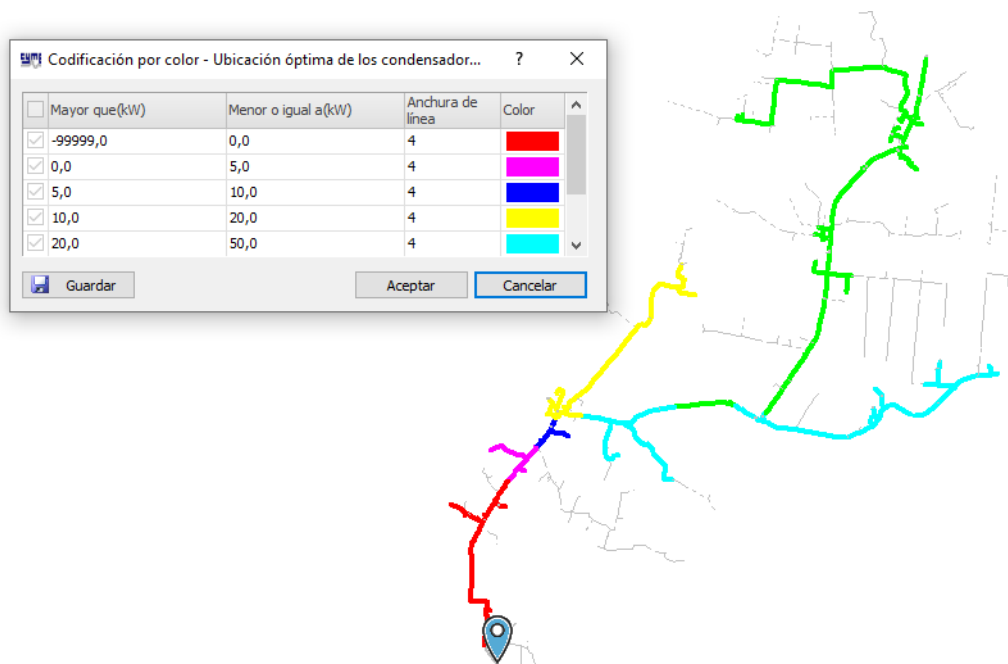 CYME Codificación por color - Ubicación óptima de los condensador... ?
Mayor que(kW) Menor o igual a(kW) Anchura de línea Color
-99999,0 0,0 4
0,0 5,0 4
5,0 10,0 4
10,0 20,0 4
20,0 50,0 4
Guardar Aceptar Cancelar